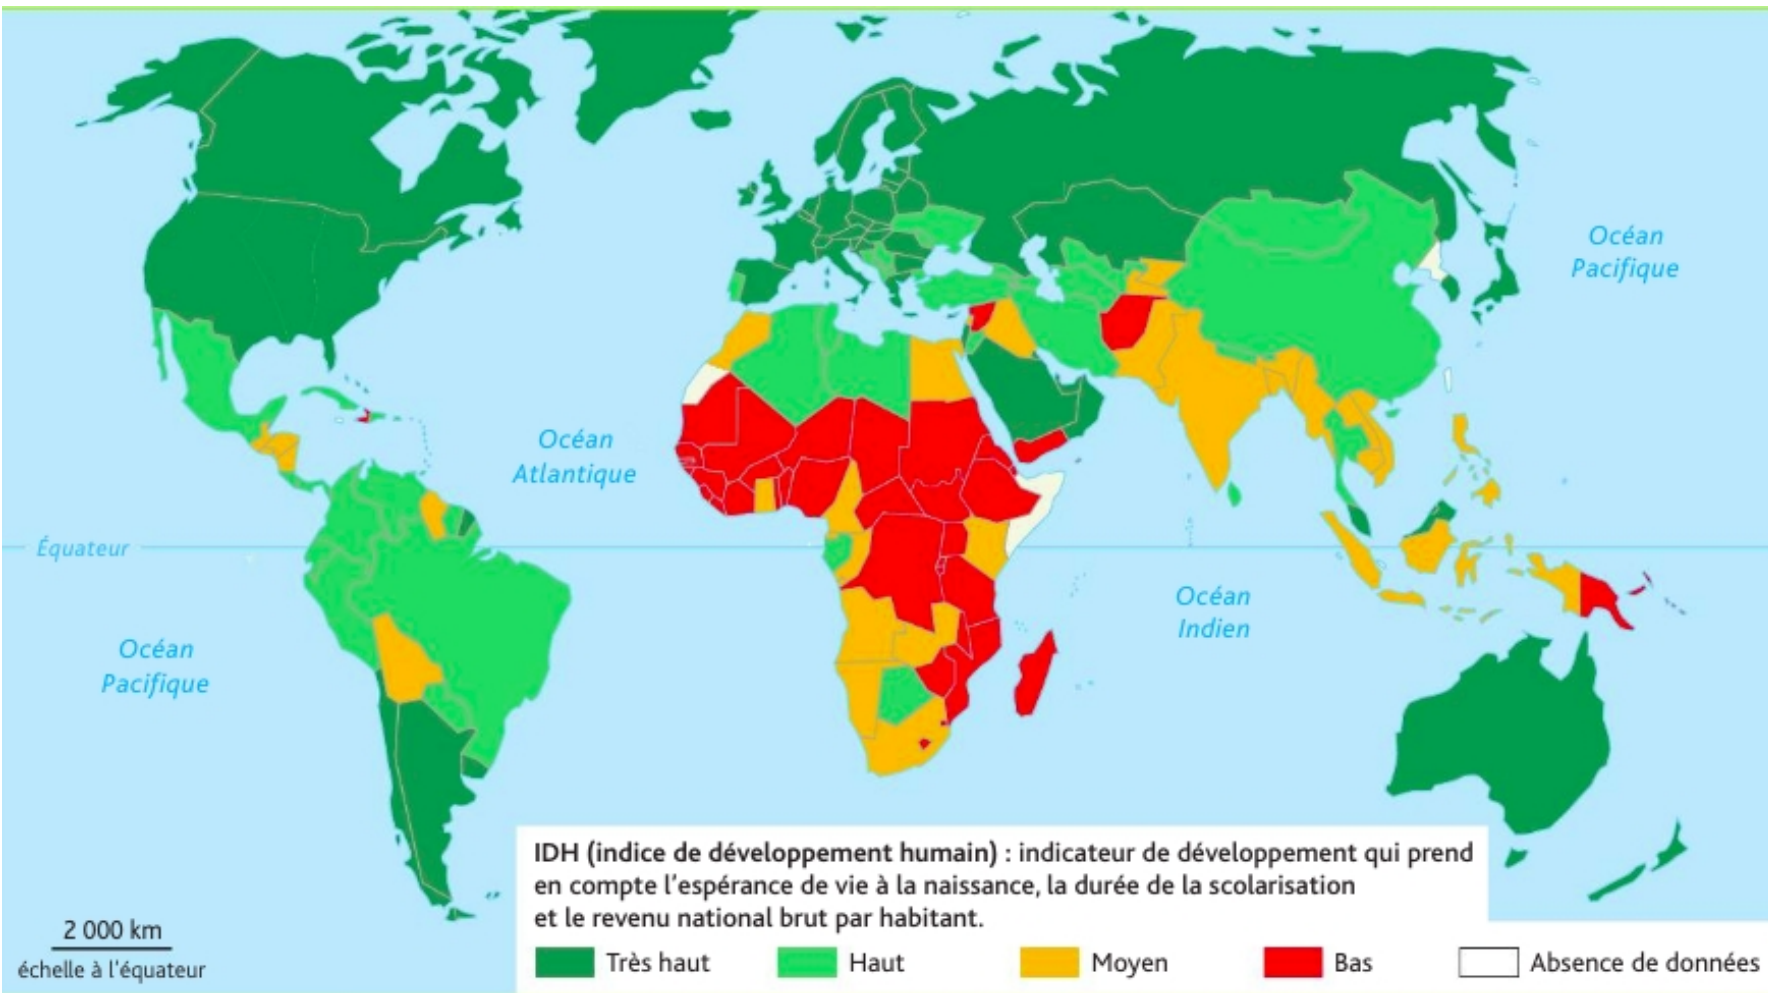 Océan
Pacifique
Océan
Atlantique
Équateur
Océan
Indien
Océan
Pacifique
IDH (indice de développement humain) : indicateur de développement qui prend
en compte l'espérance de vie à la naissance, la durée de la scolarisation
et le revenu national brut par habitant.
2 000 km
échelle à l'équateur
Très haut
Haut
Moyen
Bas
Absence de données